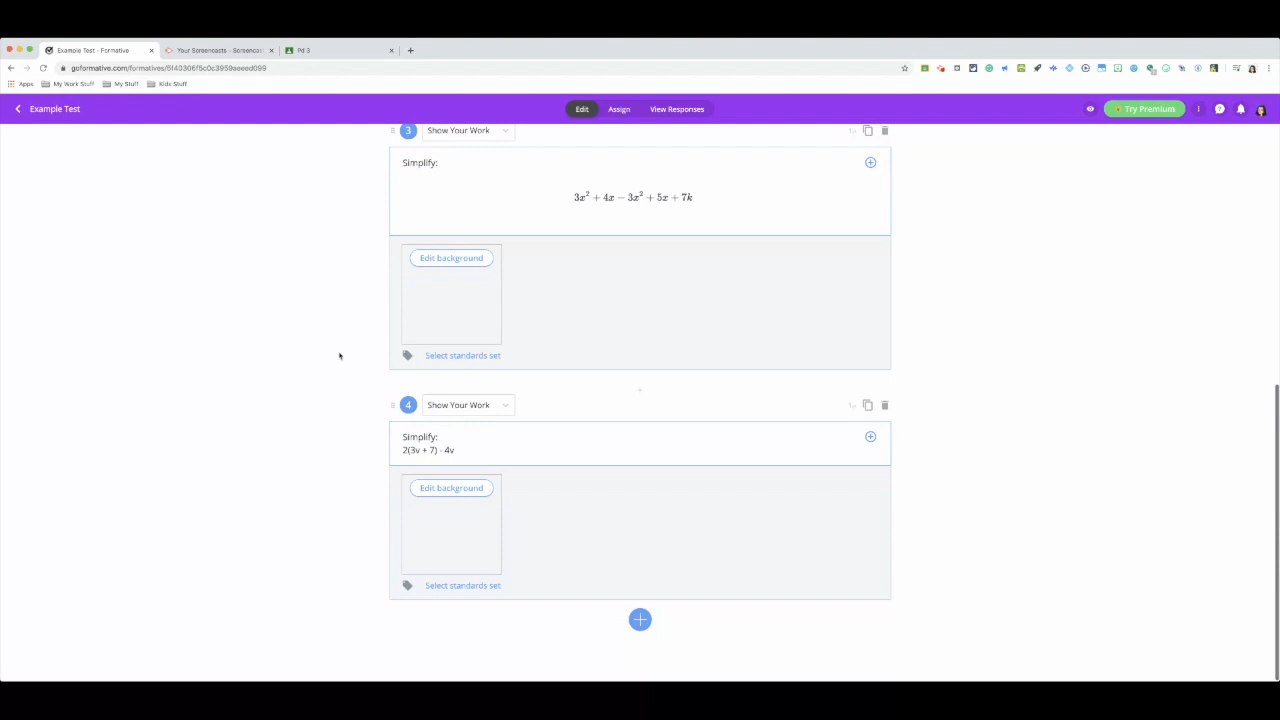 Example Test - Formative
Your Screencasts - Screencas
Pd 3
goformative.com/formatives/5f40306f5c0c3959aeeed099
Apps
My Work Stuff
My Stuff
Kids Stuff
Example Test
Edit
Assign
View Responses
Try Premium
3
Show Your Work
Simplify:
3x² + 4x − 3x² + 5x + 7k
Edit background
Select standards set
4
Show Your Work
Simplify:
2(3v + 7) - 4v
Edit background
Select standards set